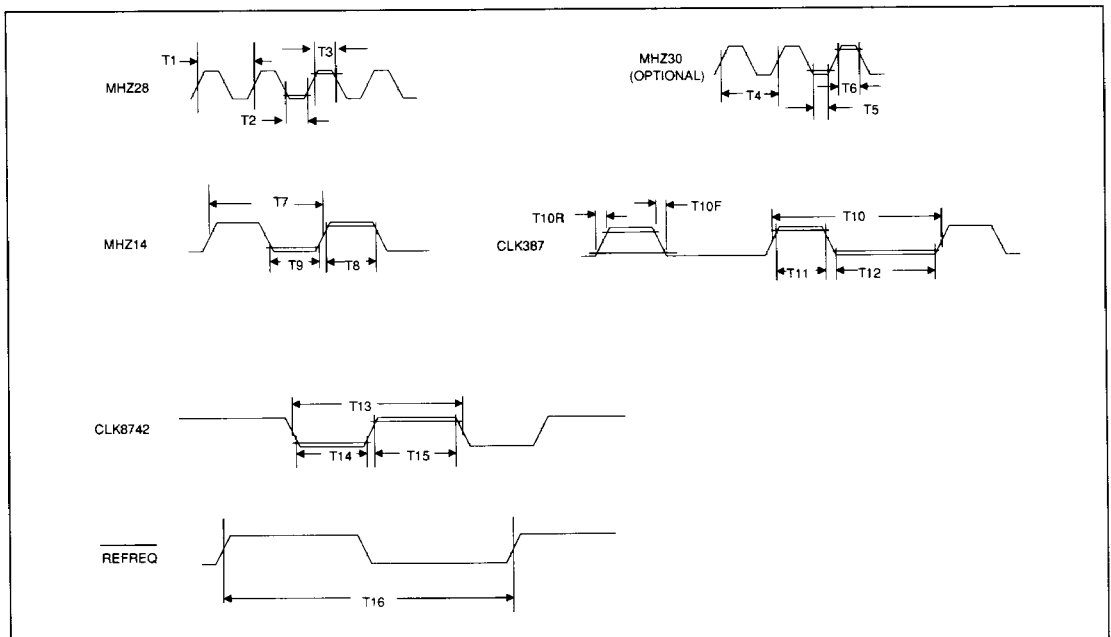 T1
T3
MHZ28
T2
MHZ30
(OPTIONAL)
T4
T6
T5
T7
MHZ14
T9
T8
T10R
T10F
T10
CLK387
T11
T12
T13
CLK8742
T14
T15
REFREQ
T16